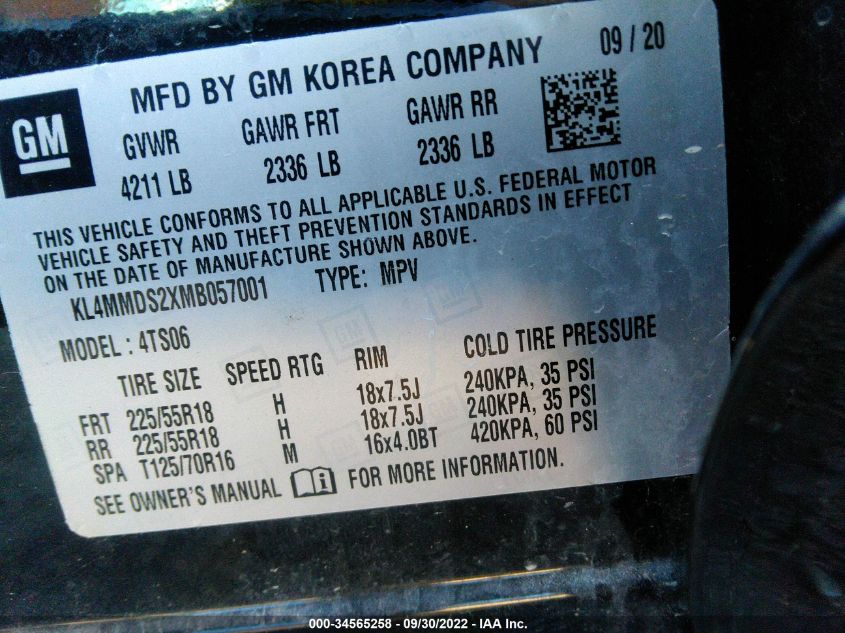 MFD BY GM KOREA COMPANY 09 / 20
GM
GVWR GAWR FRT GAWR RR
4211 LB 2336 LB 2336 LB
THIS VEHICLE CONFORMS TO ALL APPLICABLE U.S. FEDERAL MOTOR
VEHICLE SAFETY AND THEFT PREVENTION STANDARDS IN EFFECT
ON THE DATE OF MANUFACTURE SHOWN ABOVE.
KL4MMDS2XMB057001 TYPE: MPV
MODEL : 4TS06
TIRE SIZE SPEED RTG RIM COLD TIRE PRESSURE
FRT 225/55R18 H 18x7.5J 240KPA, 35 PSI
RR 225/55R18 H 18x7.5J 240KPA, 35 PSI
SPA T125/70R16 M 16x4.0BT 420KPA, 60 PSI
SEE OWNER'S MANUAL FOR MORE INFORMATION.
000-34565258 - 09/30/2022 - IAA Inc.